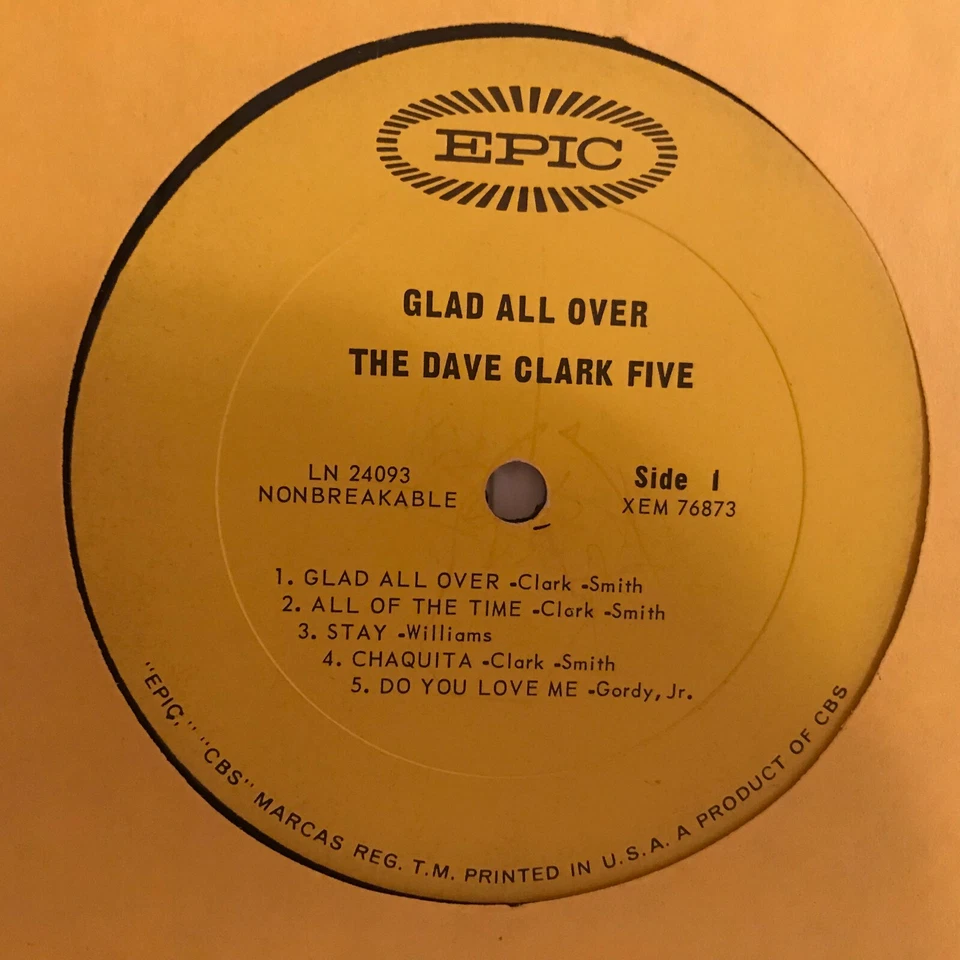 EPIC
GLAD ALL OVER
THE DAVE CLARK FIVE
LN 24093
NONBREAKABLE
Side 1
XEM 76873
1. GLAD ALL OVER -Clark -Smith
2. ALL OF THE TIME -Clark -Smith
3. STAY -Williams
4. CHAQUITA -Clark -Smith
5. DO YOU LOVE ME -Gordy, Jr.
"EPIC," "CBS" MARCAS REG. T.M. PRINTED IN U.S.A. A PRODUCT OF CBS